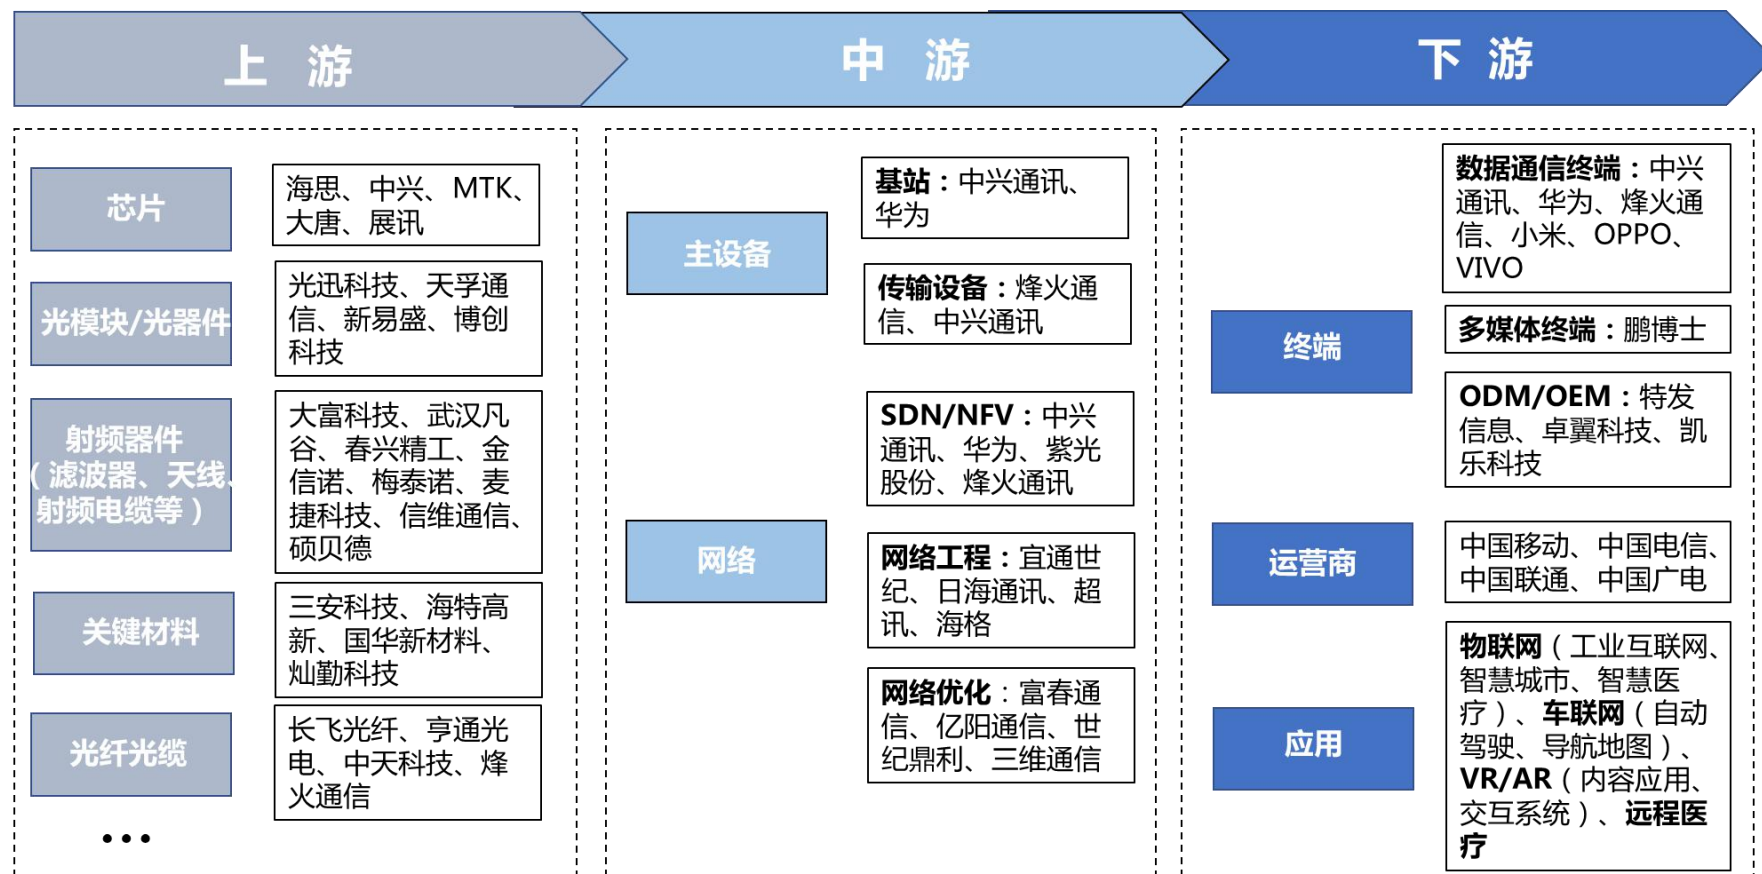 上 游
中 游
下 游
芯片
海思、中兴、MTK、
大唐、展讯
光模块/光器件
光迅科技、天孚通
信、新易盛、博创
科技
射频器件
（滤波器、天线、
射频电缆等）
大富科技、武汉凡
谷、春兴精工、金
信诺、梅泰诺、麦
捷科技、信维通信、
硕贝德
关键材料
三安科技、海特高
新、国华新材料、
灿勤科技
光纤光缆
长飞光纤、亨通光
电、中天科技、烽
火通信
•••
主设备
基站：中兴通讯、
华为
传输设备：烽火通
信、中兴通讯
网络
SDN/NFV：中兴
通讯、华为、紫光
股份、烽火通讯
网络工程：宜通世
纪、日海通讯、超
讯、海格
网络优化：富春通
信、亿阳通信、世
纪鼎利、三维通信
终端
数据通信终端：中兴
通讯、华为、烽火通
信、小米、OPPO、
VIVO
多媒体终端：鹏博士
ODM/OEM：特发
信息、卓翼科技、凯
乐科技
运营商
中国移动、中国电信、
中国联通、中国广电
应用
物联网（工业互联网、
智慧城市、智慧医
疗）、车联网（自动
驾驶、导航地图）、
VR/AR（内容应用、
交互系统）、远程医
疗